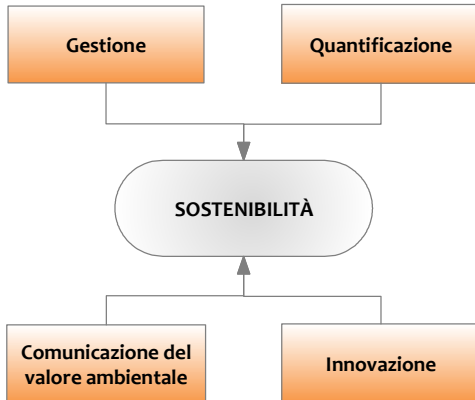 Gestione
Quantificazione
SOSTENIBILITÀ
Comunicazione del
valore ambientale
Innovazione